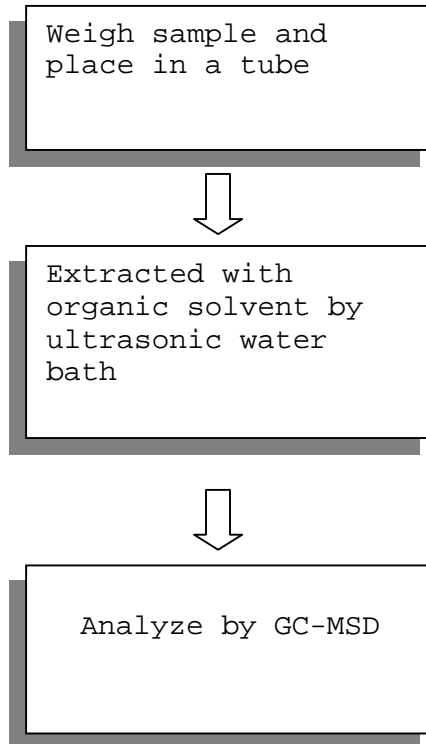 Weigh sample and
place in a tube
Extracted with
organic solvent by
ultrasonic water
bath
Analyze by GC-MSD